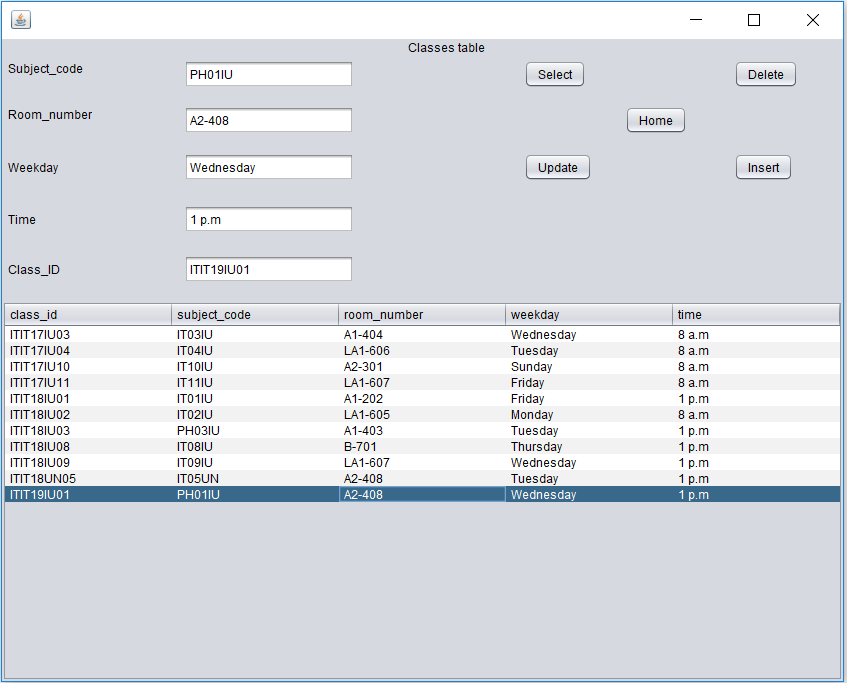 Classes table
Subject_code PH01IU Select Delete
Room_number A2-408 Home
Weekday Wednesday Update Insert
Time 1 p.m
Class_ID ITIT19IU01
class_id subject_code room_number weekday time
ITIT17IU03 IT03IU A1-404 Wednesday 8 a.m
ITIT17IU04 IT04IU LA1-606 Tuesday 8 a.m
ITIT17IU10 IT10IU A2-301 Sunday 8 a.m
ITIT17IU11 IT11IU LA1-607 Friday 8 a.m
ITIT18IU01 IT01IU A1-202 Friday 1 p.m
ITIT18IU02 IT02IU LA1-605 Monday 8 a.m
ITIT18IU03 PH03IU A1-403 Tuesday 1 p.m
ITIT18IU08 IT08IU B-701 Thursday 1 p.m
ITIT18IU09 IT09IU LA1-607 Wednesday 1 p.m
ITIT18UN05 IT05UN A2-408 Tuesday 1 p.m
ITIT19IU01 PH01IU A2-408 Wednesday 1 p.m